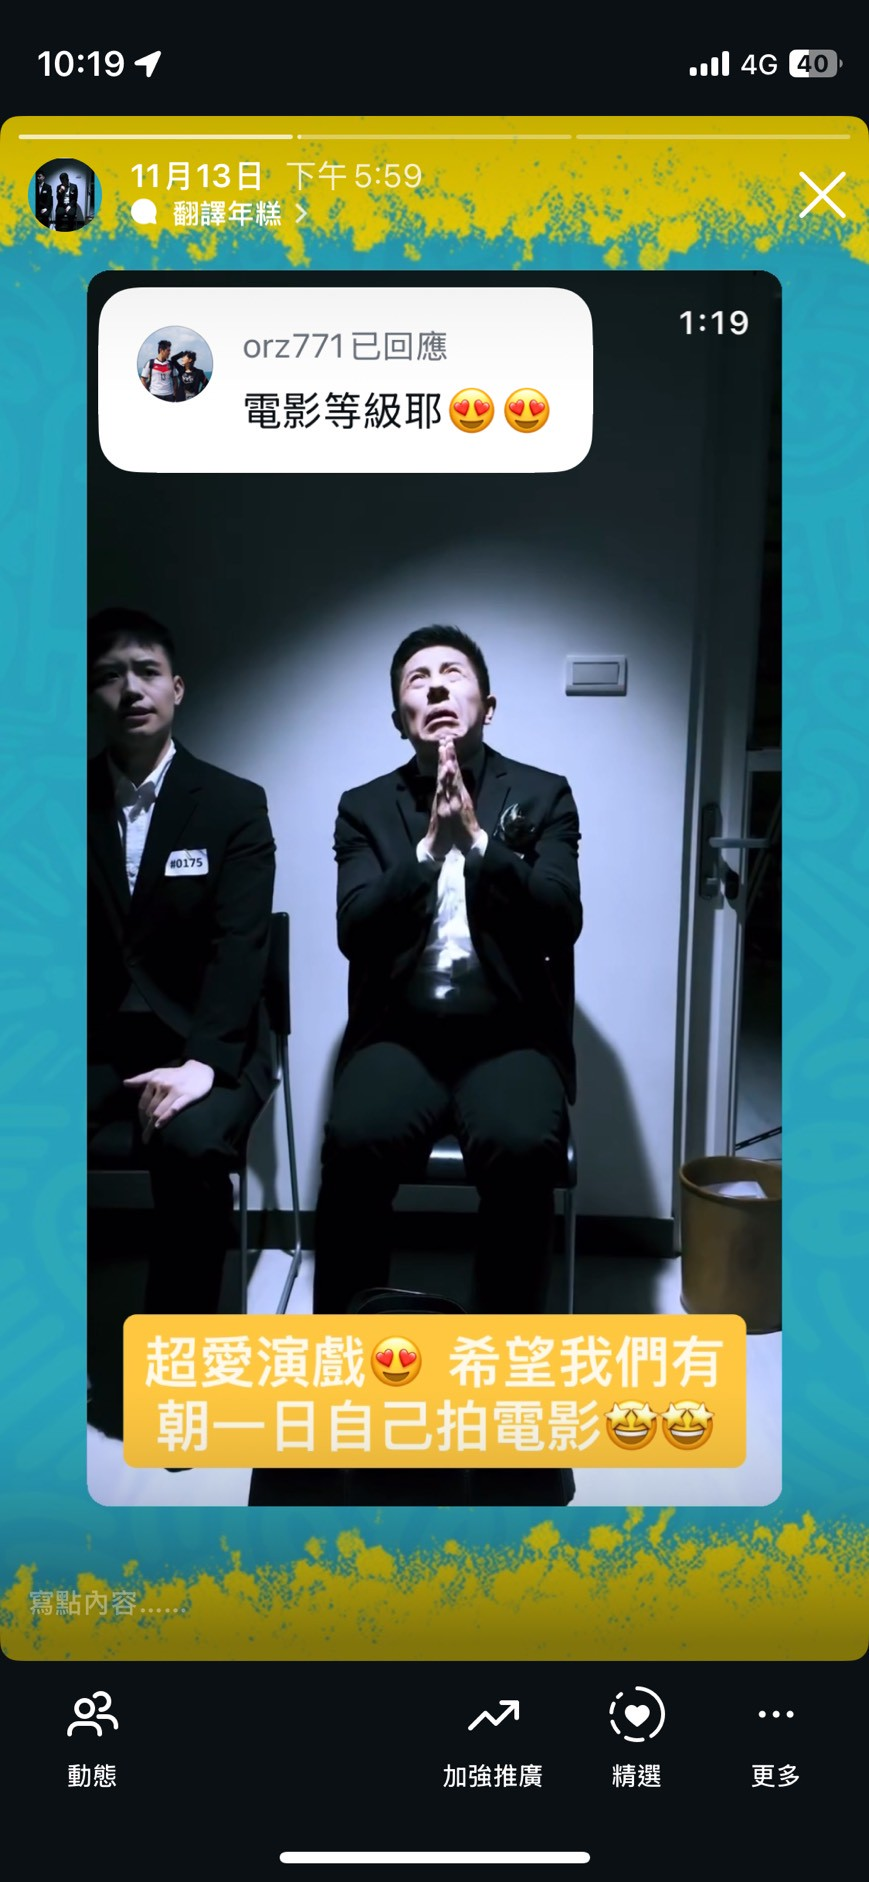 10:19
4G 40
11月13日 下午5:59
翻譯年糕
orz771已回應
電影等級耶😍😍
1:19
#0175
超愛演戲😍 希望我們有
朝一日自己拍電影🤩🤩
寫點內容......
動態
加強推廣
精選
更多